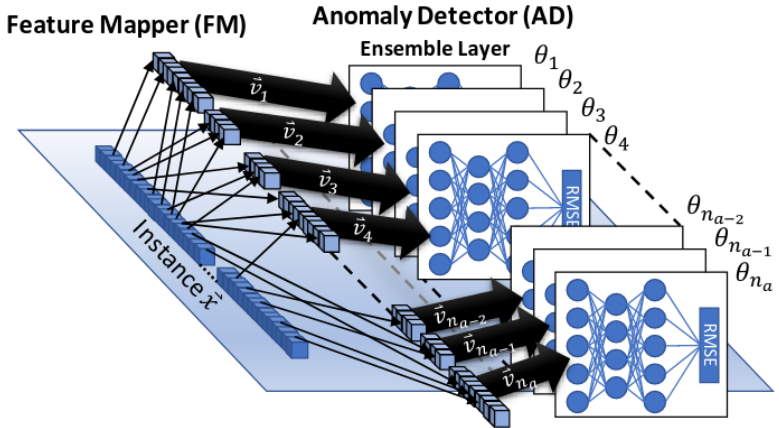 Feature Mapper (FM)
Anomaly Detector (AD)
Ensemble Layer
θ₁
θ₂
θ₃
θ₄
v⃗₁
v⃗₂
v⃗₃
v⃗₄
RMSE
θₙₐ₋₂
θₙₐ₋₁
θₙₐ
Instance x⃗
v⃗ₙₐ₋₂
v⃗ₙₐ₋₁
v⃗ₙₐ
RMSE